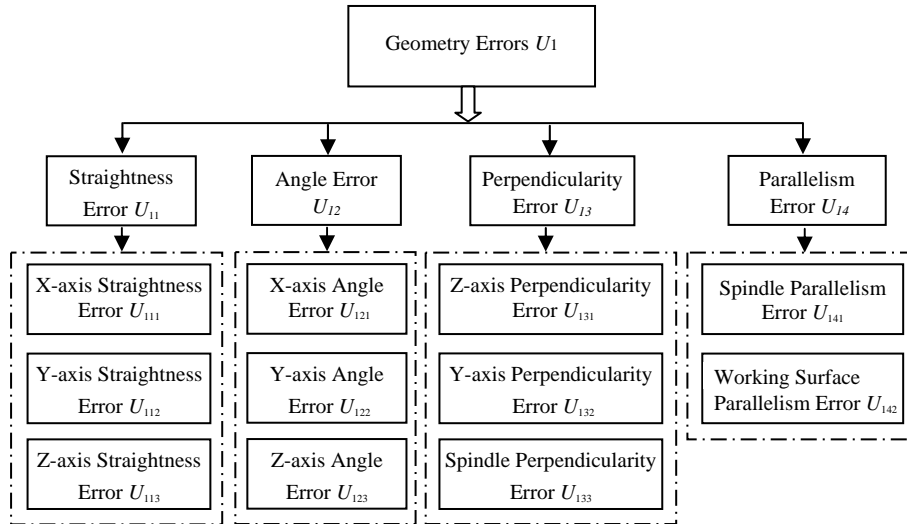 Geometry Errors U1
Straightness
Error U11
Angle Error
U12
Perpendicularity
Error U13
Parallelism
Error U14
X-axis Straightness
Error U111
Y-axis Straightness
Error U112
Z-axis Straightness
Error U113
X-axis Angle
Error U121
Y-axis Angle
Error U122
Z-axis Angle
Error U123
Z-axis Perpendicularity
Error U131
Y-axis Perpendicularity
Error U132
Spindle Perpendicularity
Error U133
Spindle Parallelism
Error U141
Working Surface
Parallelism Error U142